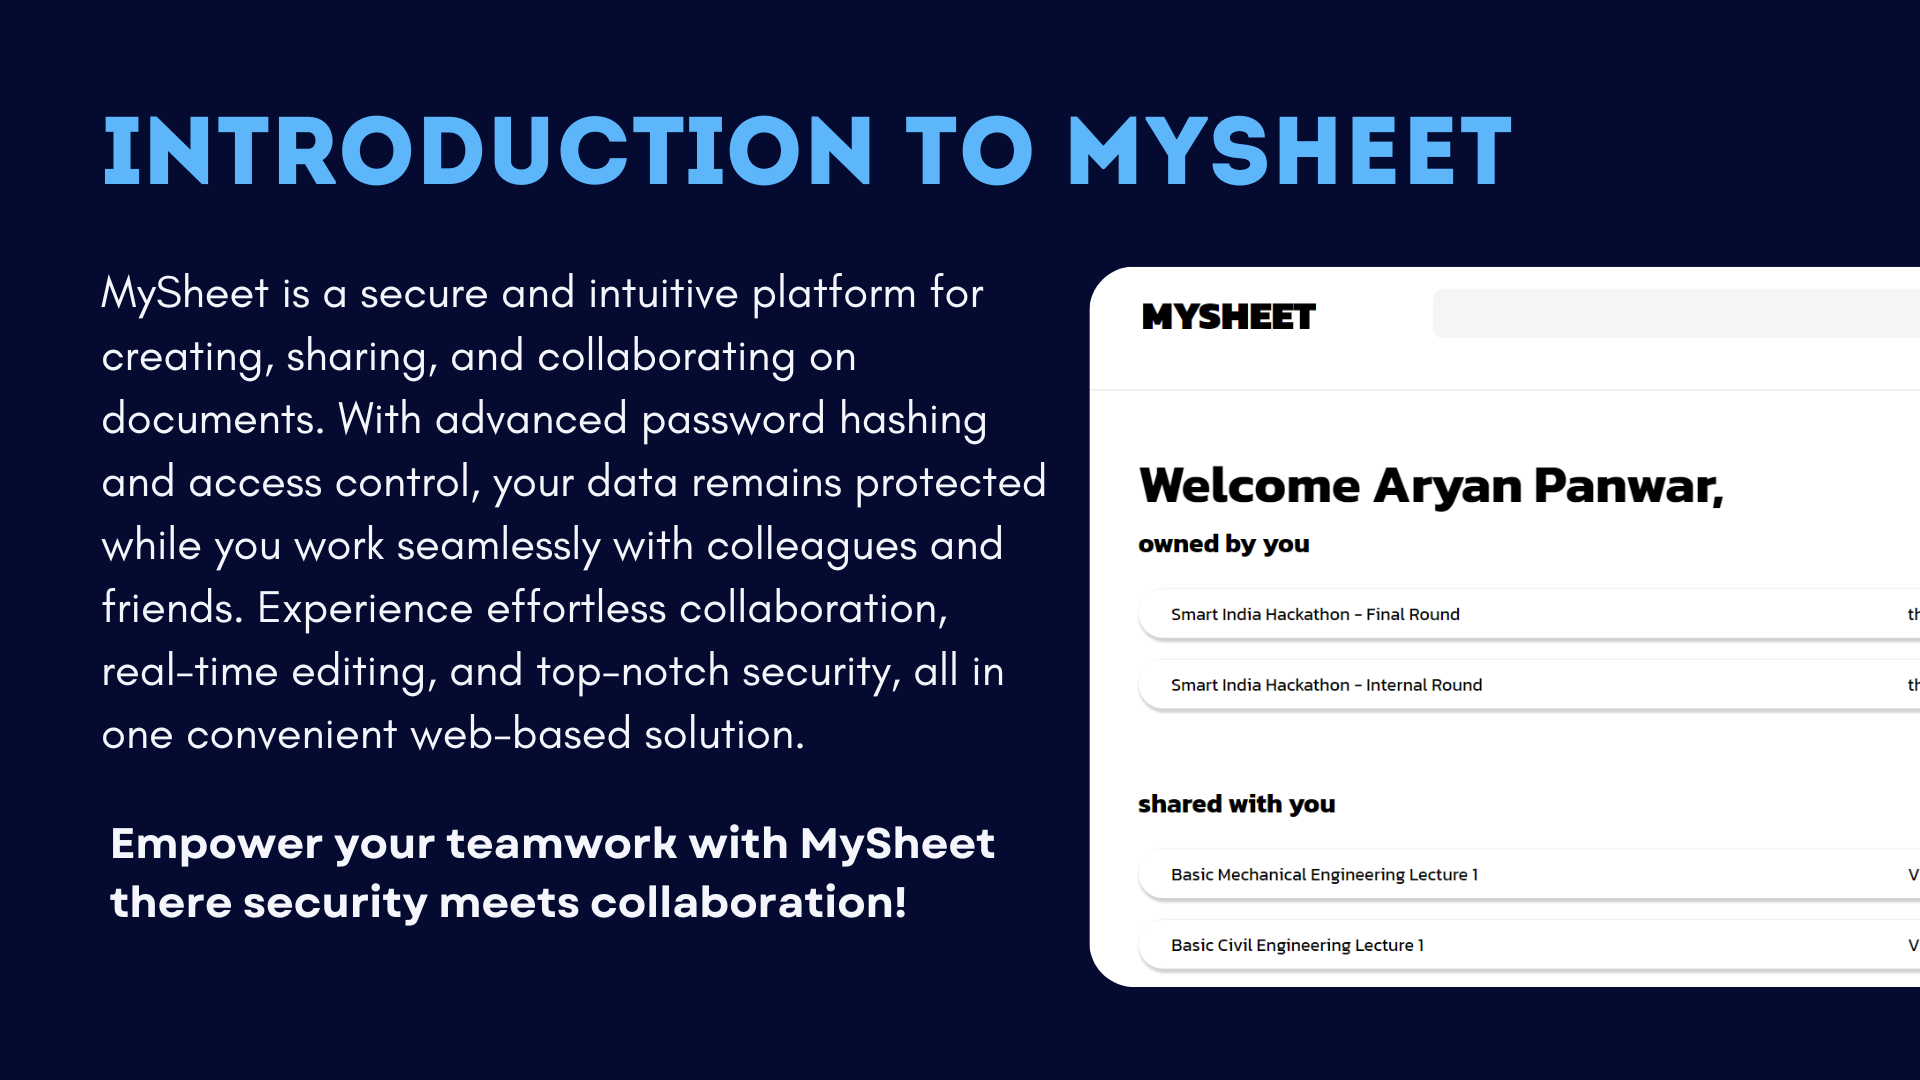 INTRODUCTION TO MYSHEET
MySheet is a secure and intuitive platform for
creating, sharing, and collaborating on
documents. With advanced password hashing
and access control, your data remains protected
while you work seamlessly with colleagues and
friends. Experience effortless collaboration,
real-time editing, and top-notch security, all in
one convenient web-based solution.
Empower your teamwork with MySheet
there security meets collaboration!
MYSHEET
Welcome Aryan Panwar,
owned by you
Smart India Hackathon - Final Round
Smart India Hackathon - Internal Round
shared with you
Basic Mechanical Engineering Lecture 1
Basic Civil Engineering Lecture 1